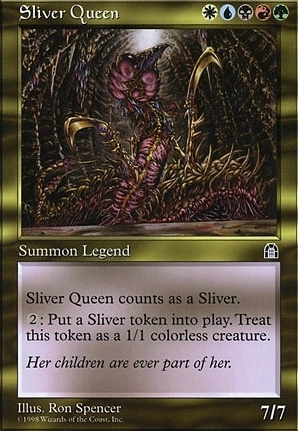 Sliver Queen
Summon Legend
Sliver Queen counts as a Sliver.
2: Put a Sliver token into play. Treat
this token as a 1/1 colorless creature.
Her children are ever part of her.
Illus. Ron Spencer
©1998 Wizards of the Coast, Inc.
7/7